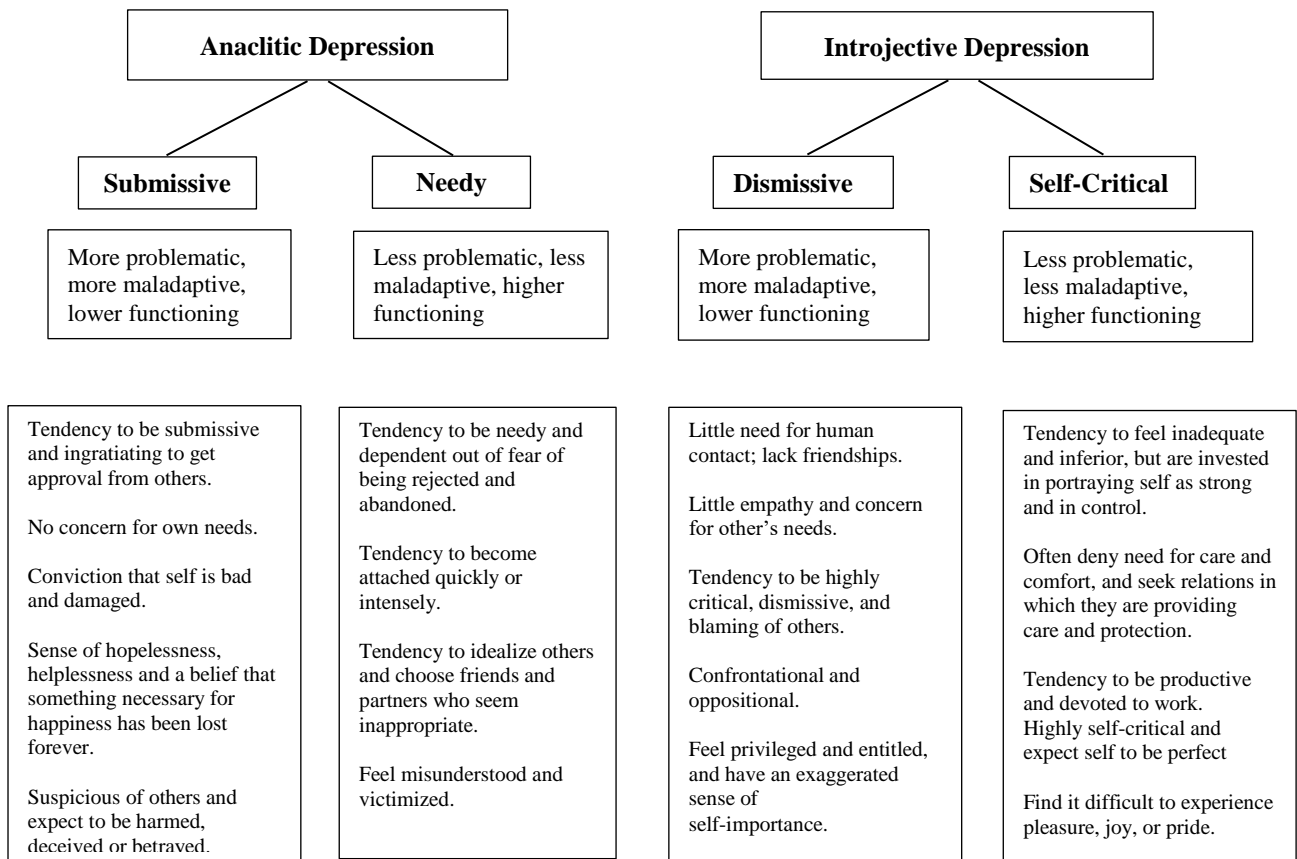 Anaclitic Depression
Introjective Depression
Submissive
Needy
Dismissive
Self-Critical
More problematic,
more maladaptive,
lower functioning
Less problematic, less
maladaptive, higher
functioning
More problematic,
more maladaptive,
lower functioning
Less problematic,
less maladaptive,
higher functioning
Tendency to be submissive
and ingratiating to get
approval from others.
No concern for own needs.
Conviction that self is bad
and damaged.
Sense of hopelessness,
helplessness and a belief that
something necessary for
happiness has been lost
forever.
Suspicious of others and
expect to be harmed,
deceived or betrayed.
Tendency to be needy and
dependent out of fear of
being rejected and
abandoned.
Tendency to become
attached quickly or
intensely.
Tendency to idealize others
and choose friends and
partners who seem
inappropriate.
Feel misunderstood and
victimized.
Little need for human
contact; lack friendships.
Little empathy and concern
for other's needs.
Tendency to be highly
critical, dismissive, and
blaming of others.
Confrontational and
oppositional.
Feel privileged and entitled,
and have an exaggerated
sense of
self-importance.
Tendency to feel inadequate
and inferior, but are invested
in portraying self as strong
and in control.
Often deny need for care and
comfort, and seek relations in
which they are providing
care and protection.
Tendency to be productive
and devoted to work.
Highly self-critical and
expect self to be perfect
Find it difficult to experience
pleasure, joy, or pride.